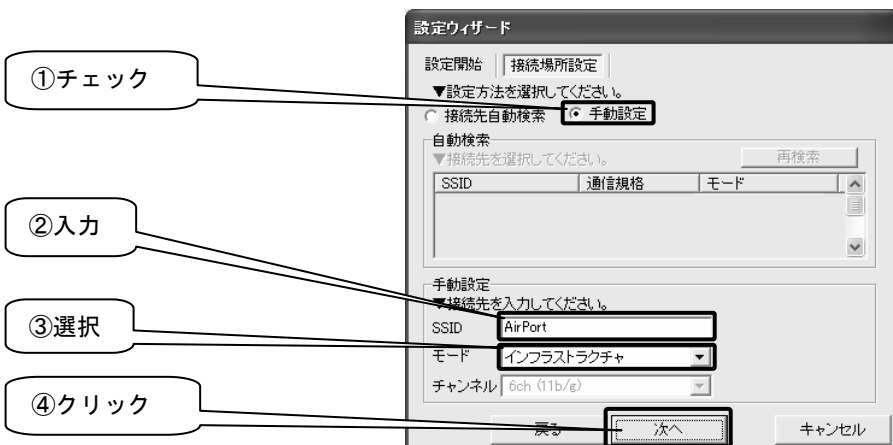 設定ウィザード
設定開始 接続場所設定
①チェック
▼設定方法を選択してください。
接続先自動検索 手動設定
自動検索
▼接続先を選択してください。 再検索
SSID 通信規格 モード
②入力
手動設定
▼接続先を入力してください。
③選択
SSID AirPort
モード インフラストラクチャ
チャンネル 6ch (11b/g)
④クリック
戻る 次へ キャンセル